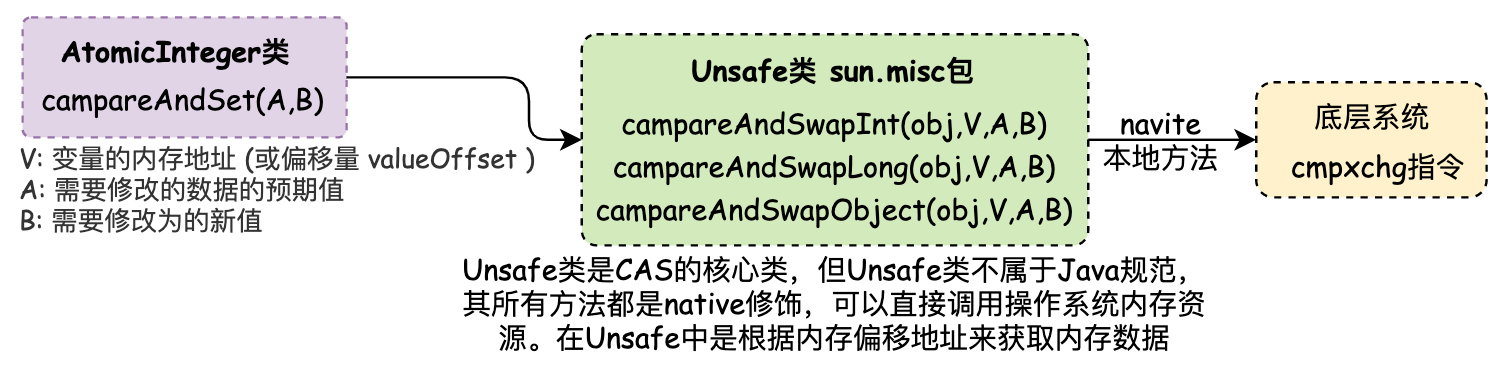 AtomicInteger类
campareAndSet(A,B)
V: 变量的内存地址 (或偏移量 valueOffset )
A: 需要修改的数据的预期值
B: 需要修改为的新值
Unsafe类 sun.misc包
campareAndSwapInt(obj,V,A,B)
campareAndSwapLong(obj,V,A,B)
campareAndSwapObject(obj,V,A,B)
Unsafe类是CAS的核心类，但Unsafe类不属于Java规范，
其所有方法都是native修饰，可以直接调用操作系统内存资
源。在Unsafe中是根据内存偏移地址来获取内存数据
navite
本地方法
底层系统
cmpxchg指令